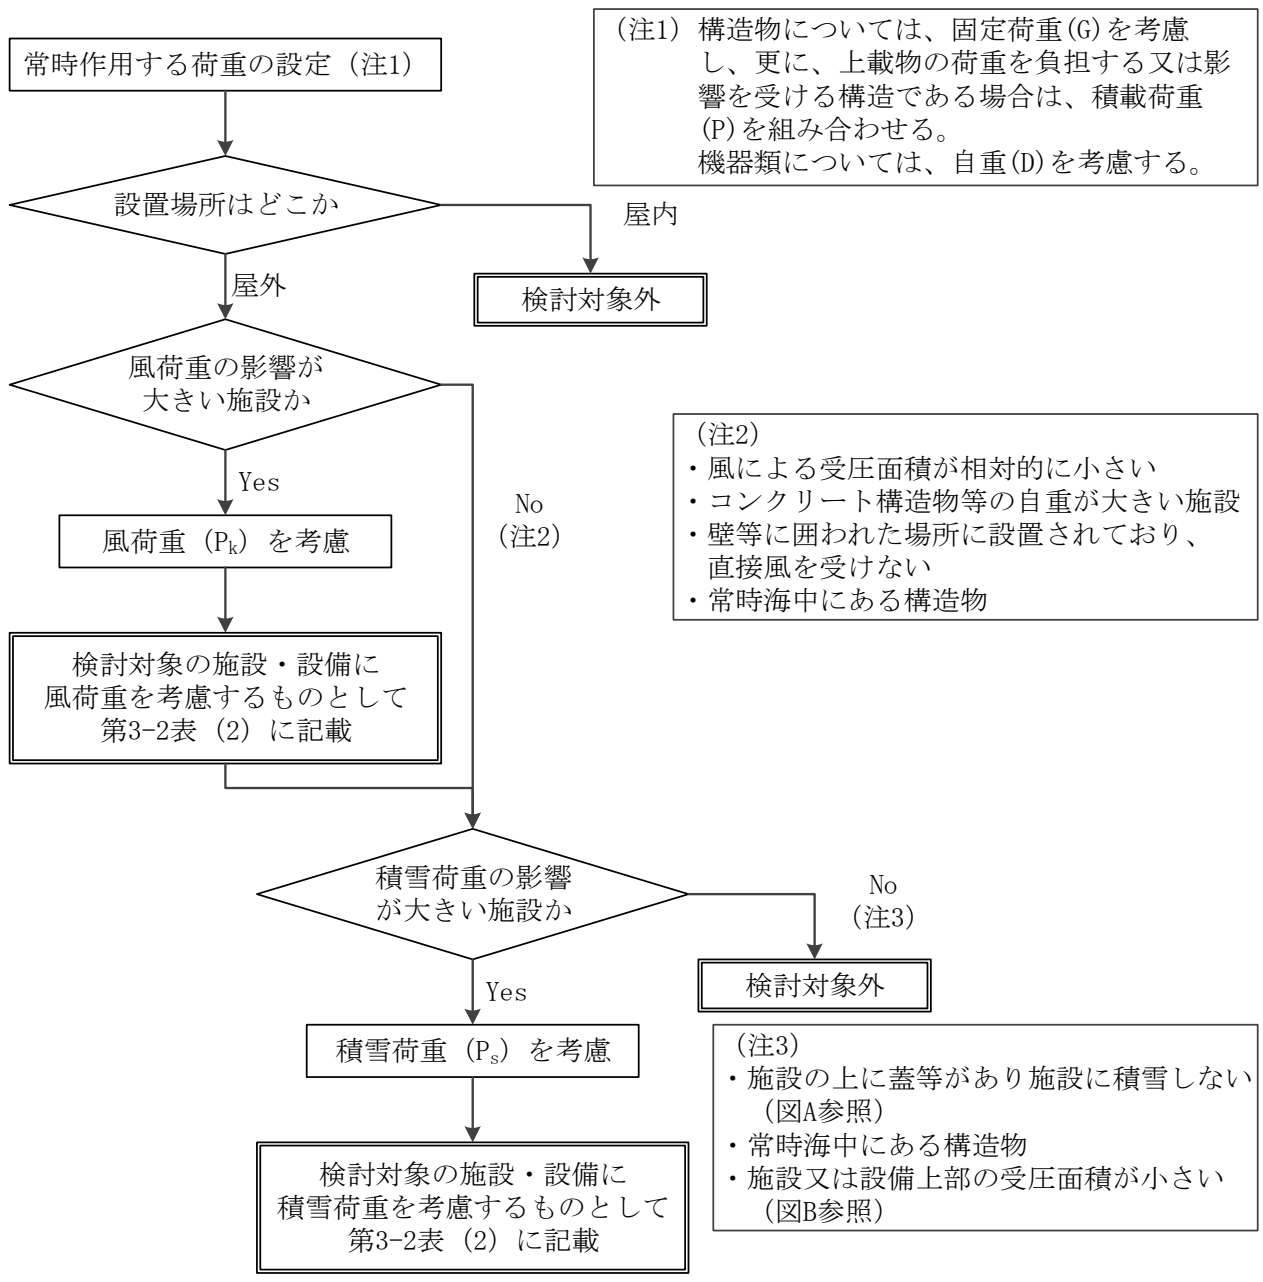 常時作用する荷重の設定（注1）
（注1）構造物については、固定荷重(G)を考慮
し、更に、上載物の荷重を負担する又は影
響を受ける構造である場合は、積載荷重
(P)を組み合わせる。
機器類については、自重(D)を考慮する。
設置場所はどこか
屋内
検討対象外
屋外
風荷重の影響が
大きい施設か
Yes
No
（注2）
（注2）
・風による受圧面積が相対的に小さい
・コンクリート構造物等の自重が大きい施設
・壁等に囲われた場所に設置されており、
直接風を受けない
・常時海中にある構造物
風荷重（Pk）を考慮
検討対象の施設・設備に
風荷重を考慮するものとして
第3-2表（2）に記載
積雪荷重の影響
が大きい施設か
No
（注3）
検討対象外
Yes
積雪荷重（Ps）を考慮
（注3）
・施設の上に蓋等があり施設に積雪しない
（図A参照）
・常時海中にある構造物
・施設又は設備上部の受圧面積が小さい
（図B参照）
検討対象の施設・設備に
積雪荷重を考慮するものとして
第3-2表（2）に記載